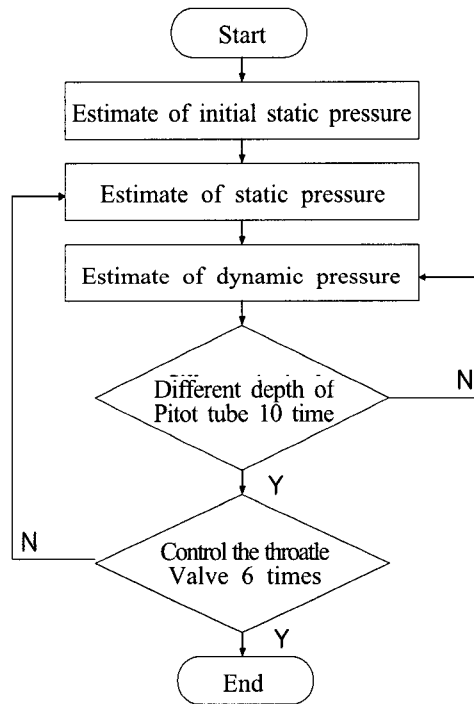 Start
Estimate of initial static pressure
Estimate of static pressure
Estimate of dynamic pressure
Different depth of
Pitot tube 10 time
N
Y
N
Control the throatle
Valve 6 times
Y
End